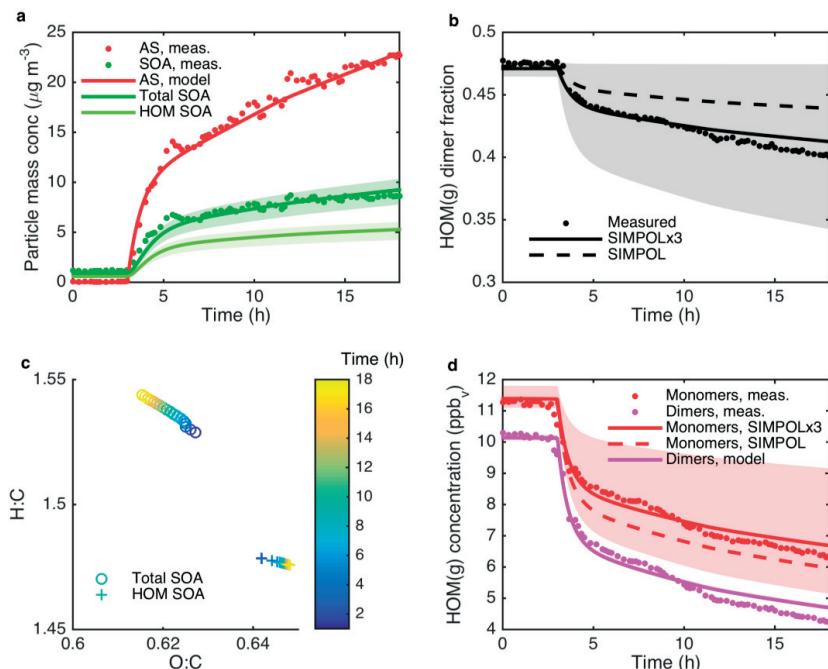 a
Particle mass conc (µg m⁻³)
25
20
15
10
5
0
AS, meas.
SOA, meas.
AS, model
Total SOA
HOM SOA
0 5 10 15
Time (h)
b
HOM(g) dimer fraction
0.5
0.45
0.4
0.35
0.3
Measured
SIMPOLx3
SIMPOL
0 5 10 15
Time (h)
c
H:C
1.55
1.5
1.45
Total SOA
HOM SOA
0.6 0.62 0.64
O:C
Time (h)
18
16
14
12
10
8
6
4
2
d
HOM(g) concentration (ppbᵥ)
12
11
10
9
8
7
6
5
4
Monomers, meas.
Dimers, meas.
Monomers, SIMPOLx3
Monomers, SIMPOL
Dimers, model
0 5 10 15
Time (h)